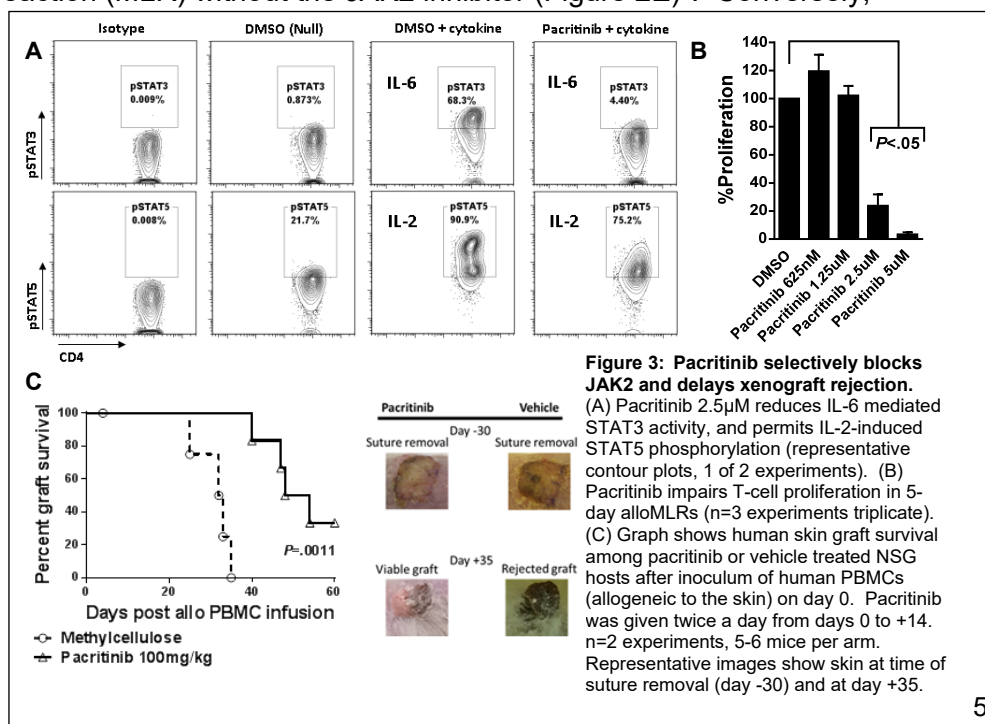 action (MLR) without the JAK2 inhibitor (Figure 2E)
Conversely,
Isotype
DMSO (Null)
DMSO + cytokine
Pacritinib + cytokine
A
pSTAT3
pSTAT3
0.009%
pSTAT3
0.873%
IL-6
pSTAT3
68.3%
IL-6
pSTAT3
4.40%
pSTAT5
pSTAT5
0.008%
pSTAT5
21.7%
IL-2
pSTAT5
90.9%
IL-2
pSTAT5
75.2%
CD4
B
%Proliferation
140
120
100
80
60
40
20
0
P<.05
DMSO
Pacritinib 625nM
Pacritinib 1.25uM
Pacritinib 2.5uM
Pacritinib 5uM
C
Percent graft survival
100
80
60
40
20
0
0
20
40
60
P=.0011
Days post allo PBMC infusion
Methylcellulose
Pacritinib 100mg/kg
Pacritinib
Vehicle
Day -30
Suture removal
Suture removal
Day +35
Viable graft
Rejected graft
Figure 3: Pacritinib selectively blocks
JAK2 and delays xenograft rejection.
(A) Pacritinib 2.5µM reduces IL-6 mediated
STAT3 activity, and permits IL-2-induced
STAT5 phosphorylation (representative
contour plots, 1 of 2 experiments). (B)
Pacritinib impairs T-cell proliferation in 5-
day alloMLRs (n=3 experiments triplicate).
(C) Graph shows human skin graft survival
among pacritinib or vehicle treated NSG
hosts after inoculum of human PBMCs
(allogeneic to the skin) on day 0. Pacritinib
was given twice a day from days 0 to +14.
n=2 experiments, 5-6 mice per arm.
Representative images show skin at time of
suture removal (day -30) and at day +35.
5